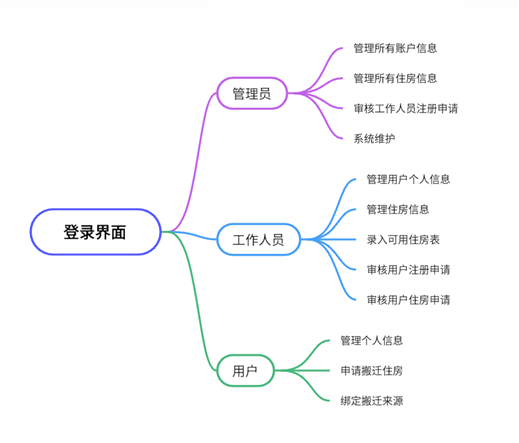 登录界面
管理员
管理所有账户信息
管理所有住房信息
审核工作人员注册申请
系统维护
工作人员
管理用户个人信息
管理住房信息
录入可用住房表
审核用户注册申请
审核用户住房申请
用户
管理个人信息
申请搬迁住房
绑定搬迁来源